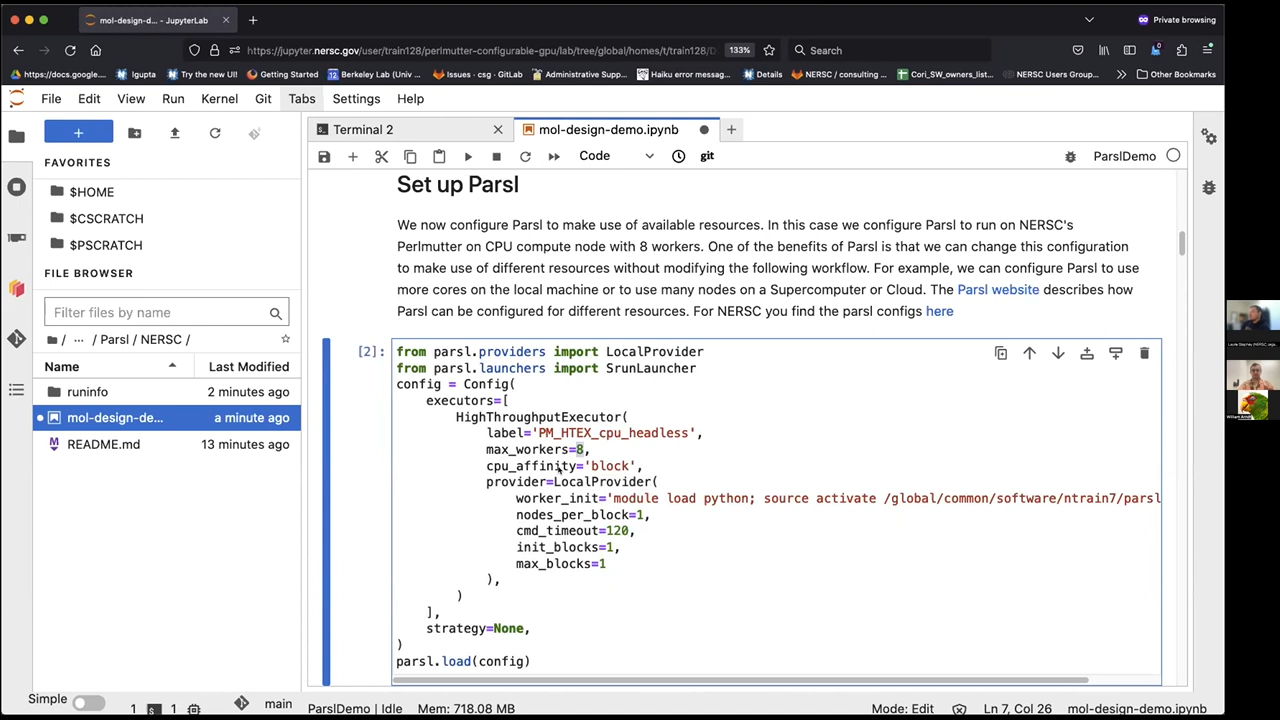 mol-design-d... - JupyterLab
Private browsing
https://jupyter.nersc.gov/user/train128/perlmutter-configurable-gpu/lab/tree/global/homes/t/train128/D
133%
Search
https://docs.google....
lgupta
Try the new UI!
Getting Started
Berkeley Lab (Univ ...
Issues · csg · GitLab
Administrative Supp...
Haiku error messag...
Details
NERSC / consulting ...
Cori_SW_owners_list...
NERSC Users Group...
Other Bookmarks
File Edit View Run Kernel Git Tabs Settings Help
Terminal 2
mol-design-demo.ipynb
Code
git
ParslDemo
FAVORITES
$HOME
$CSCRATCH
$PSCRATCH
FILE BROWSER
Filter files by name
/ ... / Parsl / NERSC /
Name Last Modified
runinfo 2 minutes ago
mol-design-de... a minute ago
README.md 13 minutes ago
Set up Parsl
We now configure Parsl to make use of available resources. In this case we configure Parsl to run on NERSC's
Perlmutter on CPU compute node with 8 workers. One of the benefits of Parsl is that we can change this configuration
to make use of different resources without modifying the following workflow. For example, we can configure Parsl to use
more cores on the local machine or to use many nodes on a Supercomputer or Cloud. The Parsl website describes how
Parsl can be configured for different resources. For NERSC you find the parsl configs here
[2]:
from parsl.providers import LocalProvider
from parsl.launchers import SrunLauncher
config = Config(
executors=[
HighThroughputExecutor(
label='PM_HTEX_cpu_headless',
max_workers=8,
cpu_affinity='block',
provider=LocalProvider(
worker_init='module load python; source activate /global/common/software/ntrain7/parsl
nodes_per_block=1,
cmd_timeout=120,
init_blocks=1,
max_blocks=1
),
)
],
strategy=None,
)
parsl.load(config)
Simple
1
1
main
ParslDemo | Idle
Mem: 718.08 MB
Mode: Edit
Ln 7, Col 26
mol-design-demo.ipynb